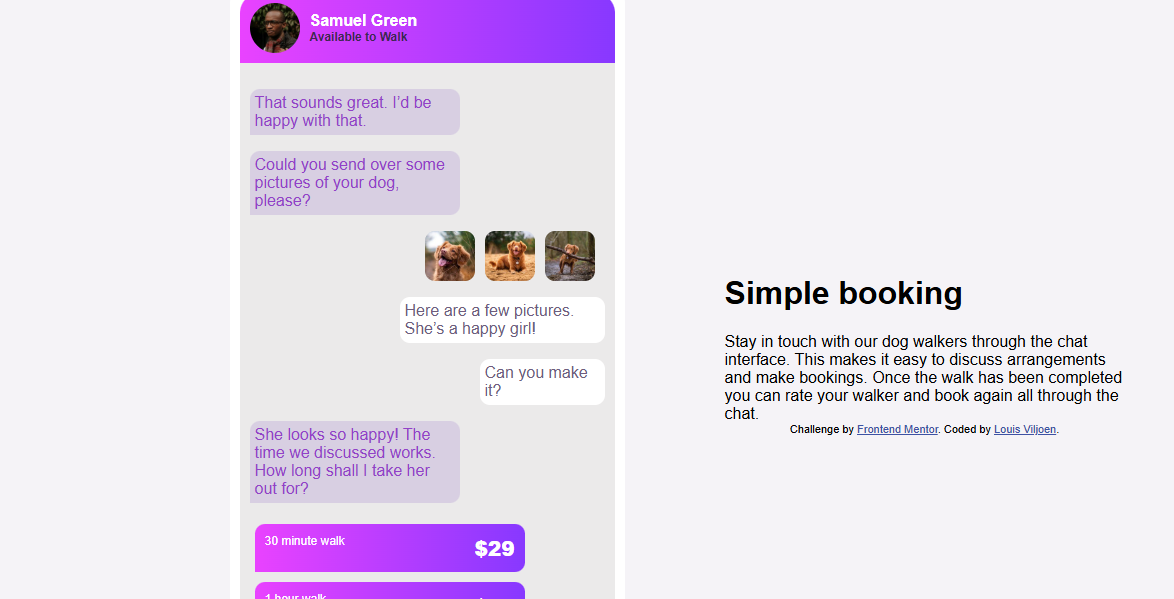 Samuel Green
Available to Walk
That sounds great. I’d be
happy with that.
Could you send over some
pictures of your dog,
please?
Here are a few pictures.
She’s a happy girl!
Can you make
it?
She looks so happy! The
time we discussed works.
How long shall I take her
out for?
30 minute walk
$29
1 hour walk
Simple booking
Stay in touch with our dog walkers through the chat
interface. This makes it easy to discuss arrangements
and make bookings. Once the walk has been completed
you can rate your walker and book again all through the
chat.
Challenge by Frontend Mentor. Coded by Louis Viljoen.